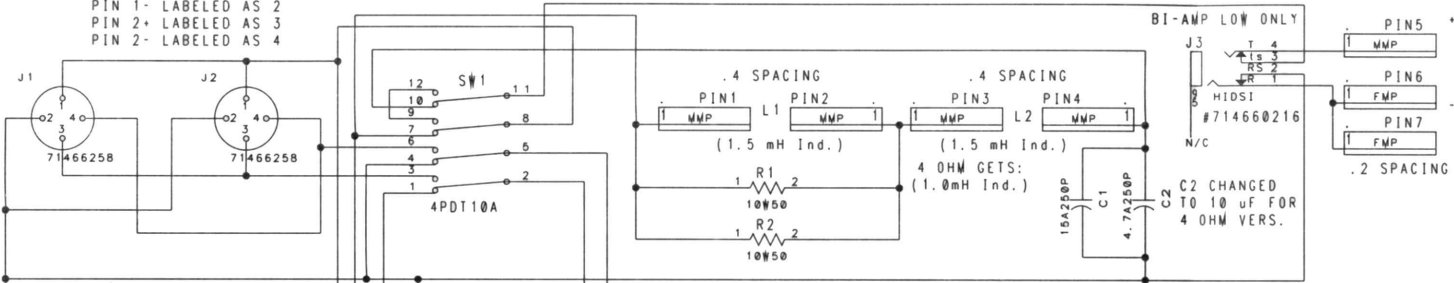 PIN 1- LABELED AS 2
PIN 2+ LABELED AS 3
PIN 2- LABELED AS 4
J1
J2
1
2
4
3
71466258
1
2
4
3
71466258
SW1
12
11
10
9
8
7
6
5
4
3
2
1
4PDT10A
.4 SPACING
PIN1
L1
PIN2
1
MMP
MMP
1
(1.5 mH Ind.)
R1
1
2
10W50
R2
1
2
10W50
.4 SPACING
PIN3
L2
PIN4
1
MMP
MMP
1
(1.5 mH Ind.)
4 OHM GETS:
(1.0mH Ind.)
15A250P
C1
4.7A250P
C2
C2 CHANGED
TO 10 uF FOR
4 OHM VERS.
BI-AMP LOW ONLY
J3
T 4
ts 3
RS 2
R 1
HIDSI
#714660216
N/C
PIN5
+
1
MMP
PIN6
-
1
FMP
PIN7
1
FMP
.2 SPACING